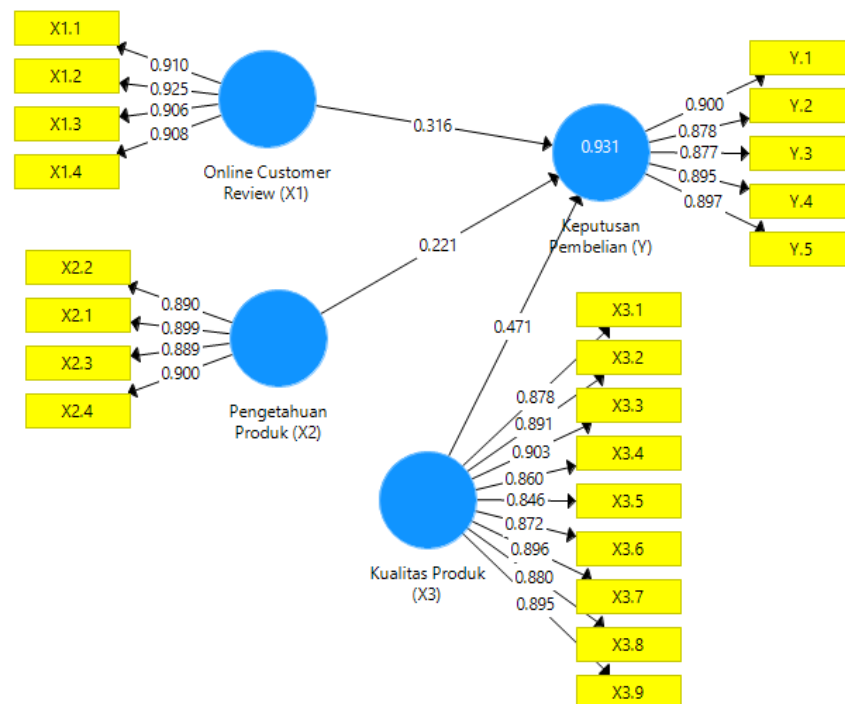 X1.1
X1.2
X1.3
X1.4
0.910
0.925
0.906
0.908
Online Customer
Review (X1)
0.316
0.931
Keputusan
Pembelian (Y)
0.900
0.878
0.877
0.895
0.897
Y.1
Y.2
Y.3
Y.4
Y.5
X2.2
X2.1
X2.3
X2.4
0.890
0.899
0.889
0.900
Pengetahuan
Produk (X2)
0.221
0.471
Kualitas Produk
(X3)
0.878
0.891
0.903
0.860
0.846
0.872
0.896
0.880
0.895
X3.1
X3.2
X3.3
X3.4
X3.5
X3.6
X3.7
X3.8
X3.9